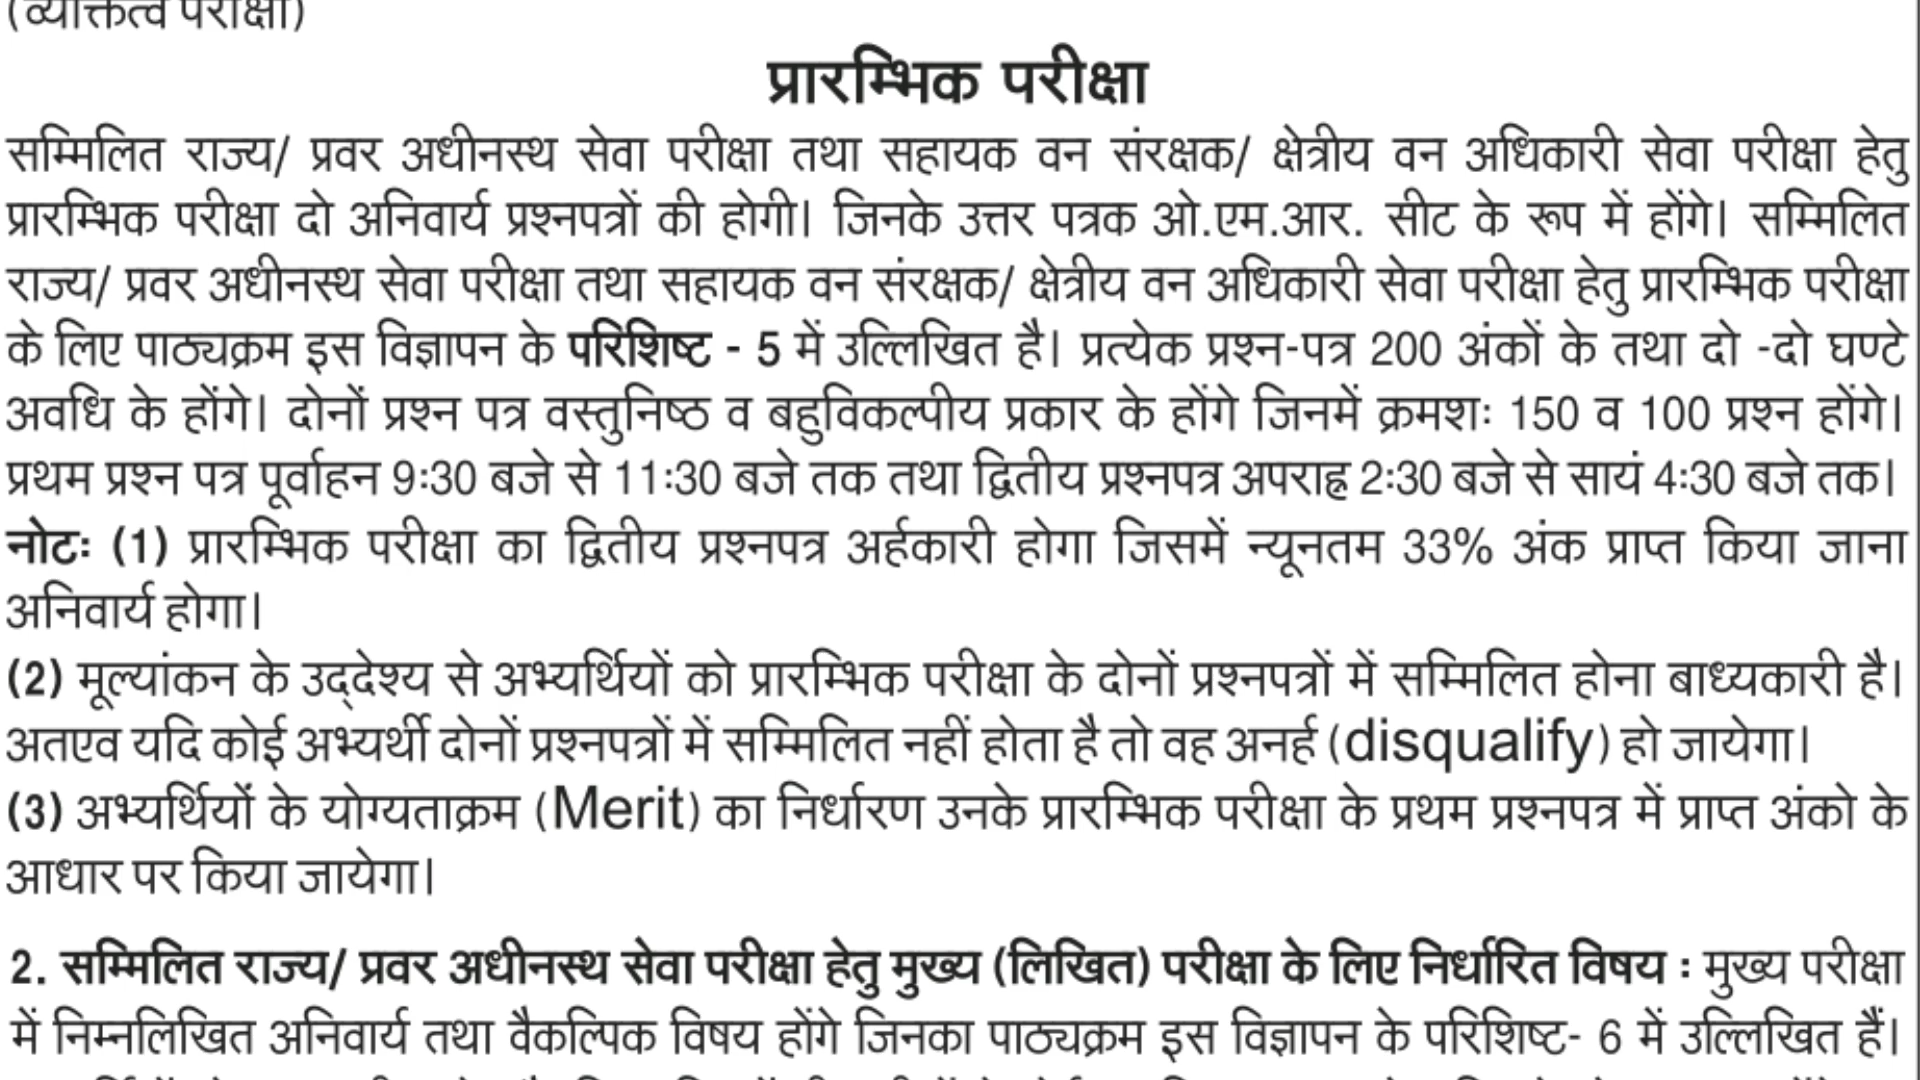 (व्यक्तित्व परीक्षा)
प्रारम्भिक परीक्षा
सम्मिलित राज्य/ प्रवर अधीनस्थ सेवा परीक्षा तथा सहायक वन संरक्षक/ क्षेत्रीय वन अधिकारी सेवा परीक्षा हेतु
प्रारम्भिक परीक्षा दो अनिवार्य प्रश्नपत्रों की होगी। जिनके उत्तर पत्रक ओ.एम.आर. सीट के रूप में होंगे। सम्मिलित
राज्य/ प्रवर अधीनस्थ सेवा परीक्षा तथा सहायक वन संरक्षक/ क्षेत्रीय वन अधिकारी सेवा परीक्षा हेतु प्रारम्भिक परीक्षा
के लिए पाठ्यक्रम इस विज्ञापन के परिशिष्ट - 5 में उल्लिखित है। प्रत्येक प्रश्न-पत्र 200 अंकों के तथा दो -दो घण्टे
अवधि के होंगे। दोनों प्रश्न पत्र वस्तुनिष्ठ व बहुविकल्पीय प्रकार के होंगे जिनमें क्रमशः 150 व 100 प्रश्न होंगे।
प्रथम प्रश्न पत्र पूर्वाहन 9:30 बजे से 11:30 बजे तक तथा द्वितीय प्रश्नपत्र अपराह्न 2:30 बजे से सायं 4:30 बजे तक।
नोटः (1) प्रारम्भिक परीक्षा का द्वितीय प्रश्नपत्र अर्हकारी होगा जिसमें न्यूनतम 33% अंक प्राप्त किया जाना
अनिवार्य होगा।
(2) मूल्यांकन के उद्देश्य से अभ्यर्थियों को प्रारम्भिक परीक्षा के दोनों प्रश्नपत्रों में सम्मिलित होना बाध्यकारी है।
अतएव यदि कोई अभ्यर्थी दोनों प्रश्नपत्रों में सम्मिलित नहीं होता है तो वह अनर्ह (disqualify) हो जायेगा।
(3) अभ्यर्थियों के योग्यताक्रम (Merit) का निर्धारण उनके प्रारम्भिक परीक्षा के प्रथम प्रश्नपत्र में प्राप्त अंको के
आधार पर किया जायेगा।
2. सम्मिलित राज्य/ प्रवर अधीनस्थ सेवा परीक्षा हेतु मुख्य (लिखित) परीक्षा के लिए निर्धारित विषय : मुख्य परीक्षा
में निम्नलिखित अनिवार्य तथा वैकल्पिक विषय होंगे जिनका पाठ्यक्रम इस विज्ञापन के परिशिष्ट- 6 में उल्लिखित हैं।